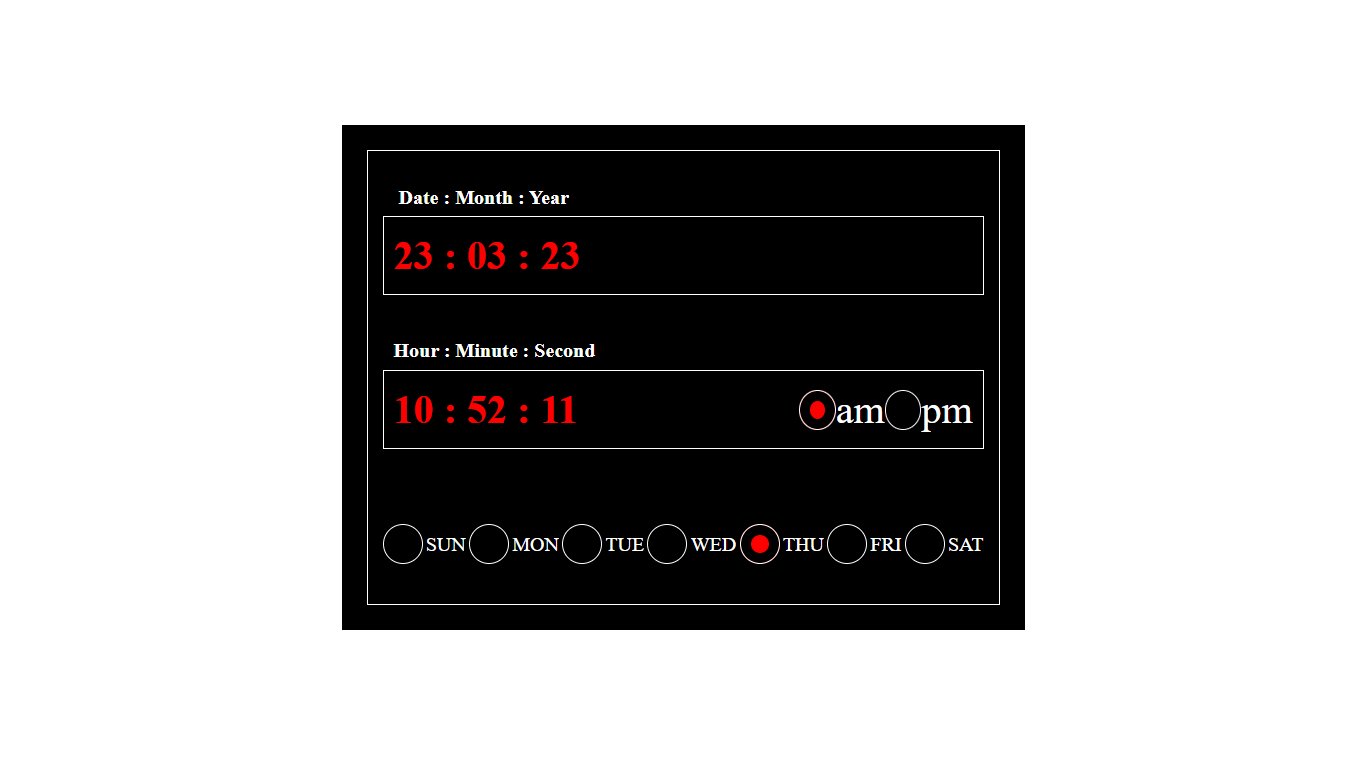 Date : Month : Year
23 : 03 : 23
Hour : Minute : Second
10 : 52 : 11 am pm
SUN MON TUE WED THU FRI SAT